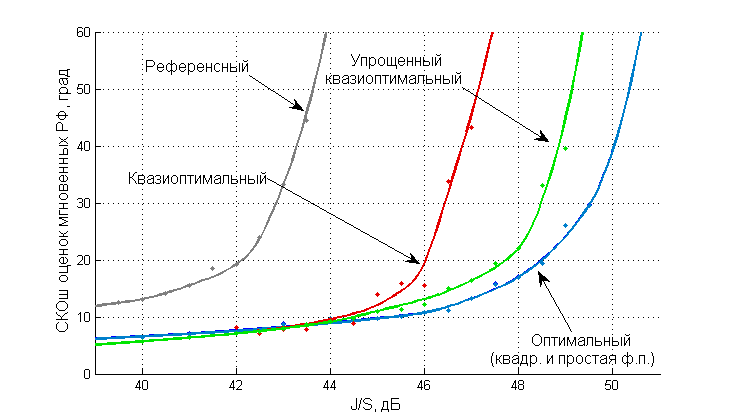 60
50
40
30
20
10
0
СКОш оценок мгновенных РФ, град
Референсный
Упрощенный
квазиоптимальный
Квазиоптимальный
Оптимальный
(квадр. и простая ф.п.)
40 42 44 46 48 50
J/S, дБ